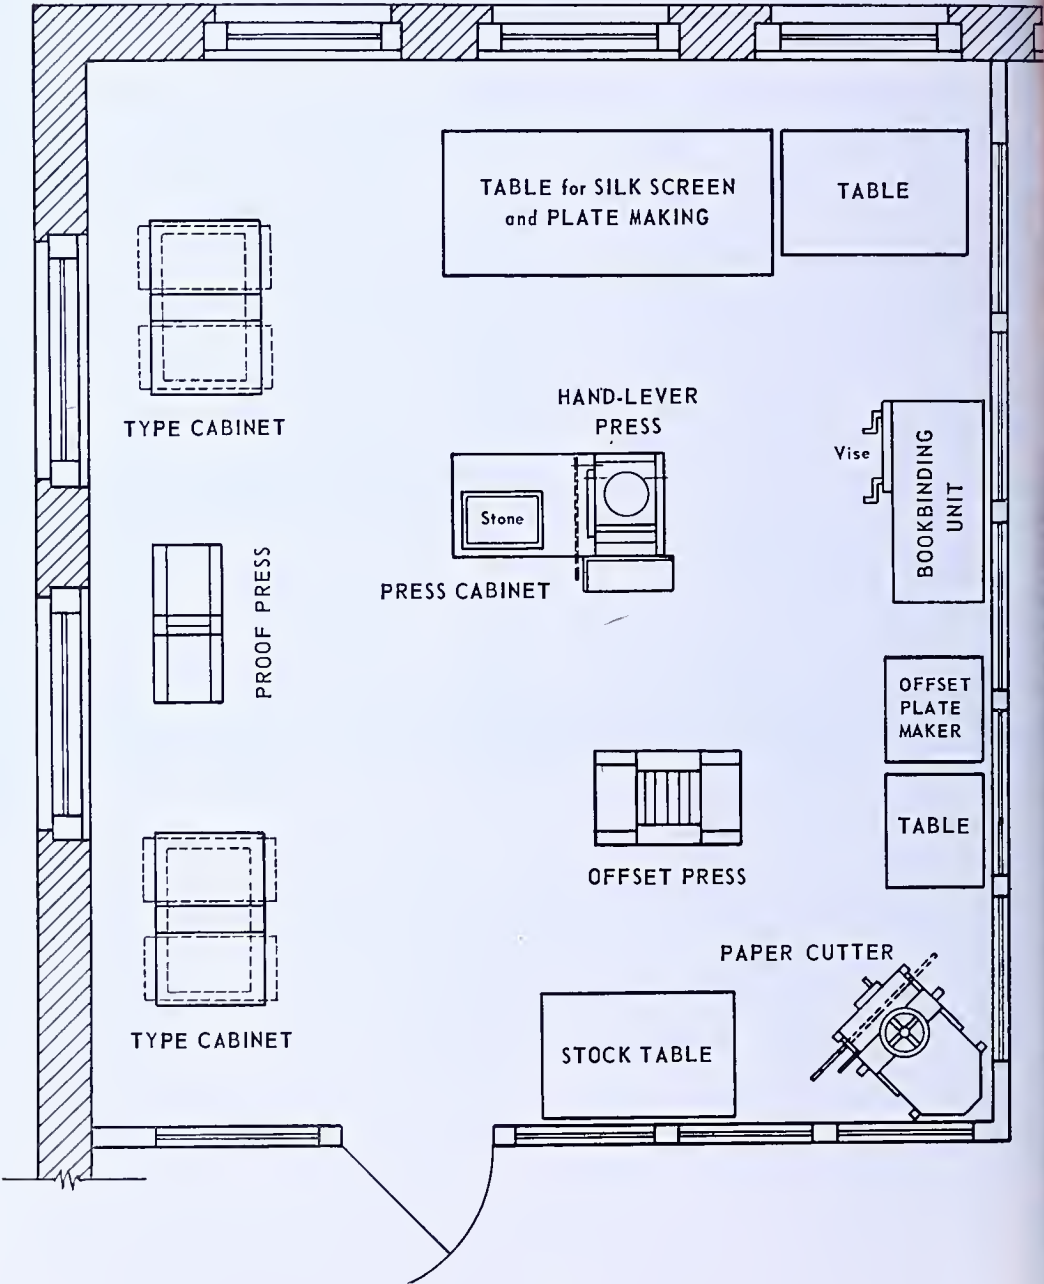 TABLE for SILK SCREEN
and PLATE MAKING
TABLE
TYPE CABINET
HAND-LEVER
PRESS
Vise
BOOKBINDING
UNIT
Stone
PRESS CABINET
PROOF PRESS
OFFSET
PLATE
MAKER
TABLE
OFFSET PRESS
PAPER CUTTER
TYPE CABINET
STOCK TABLE